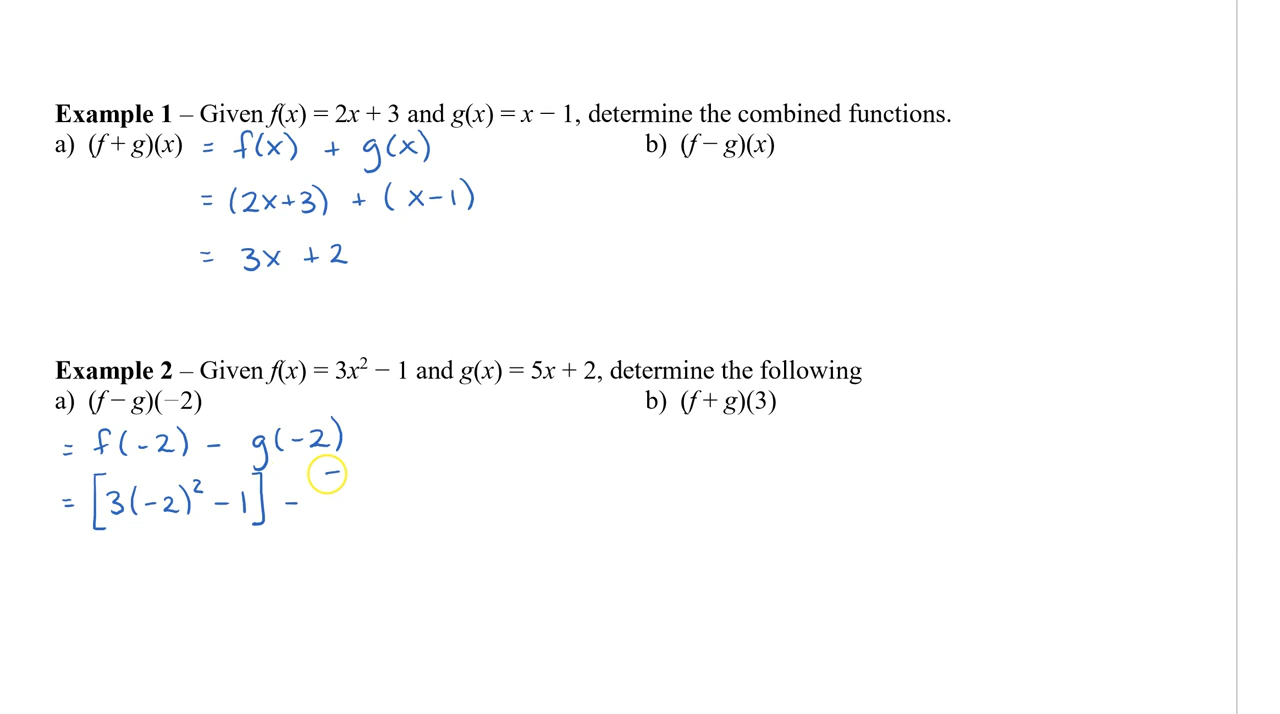 Example 1 – Given f(x) = 2x + 3 and g(x) = x − 1, determine the combined functions.
a) (f + g)(x) = f(x) + g(x)
= (2x+3) + (x-1)
= 3x + 2
b) (f − g)(x)
Example 2 – Given f(x) = 3x² − 1 and g(x) = 5x + 2, determine the following
a) (f − g)(−2)
= f(-2) - g(-2)
= [3(-2)² - 1] -
b) (f + g)(3)